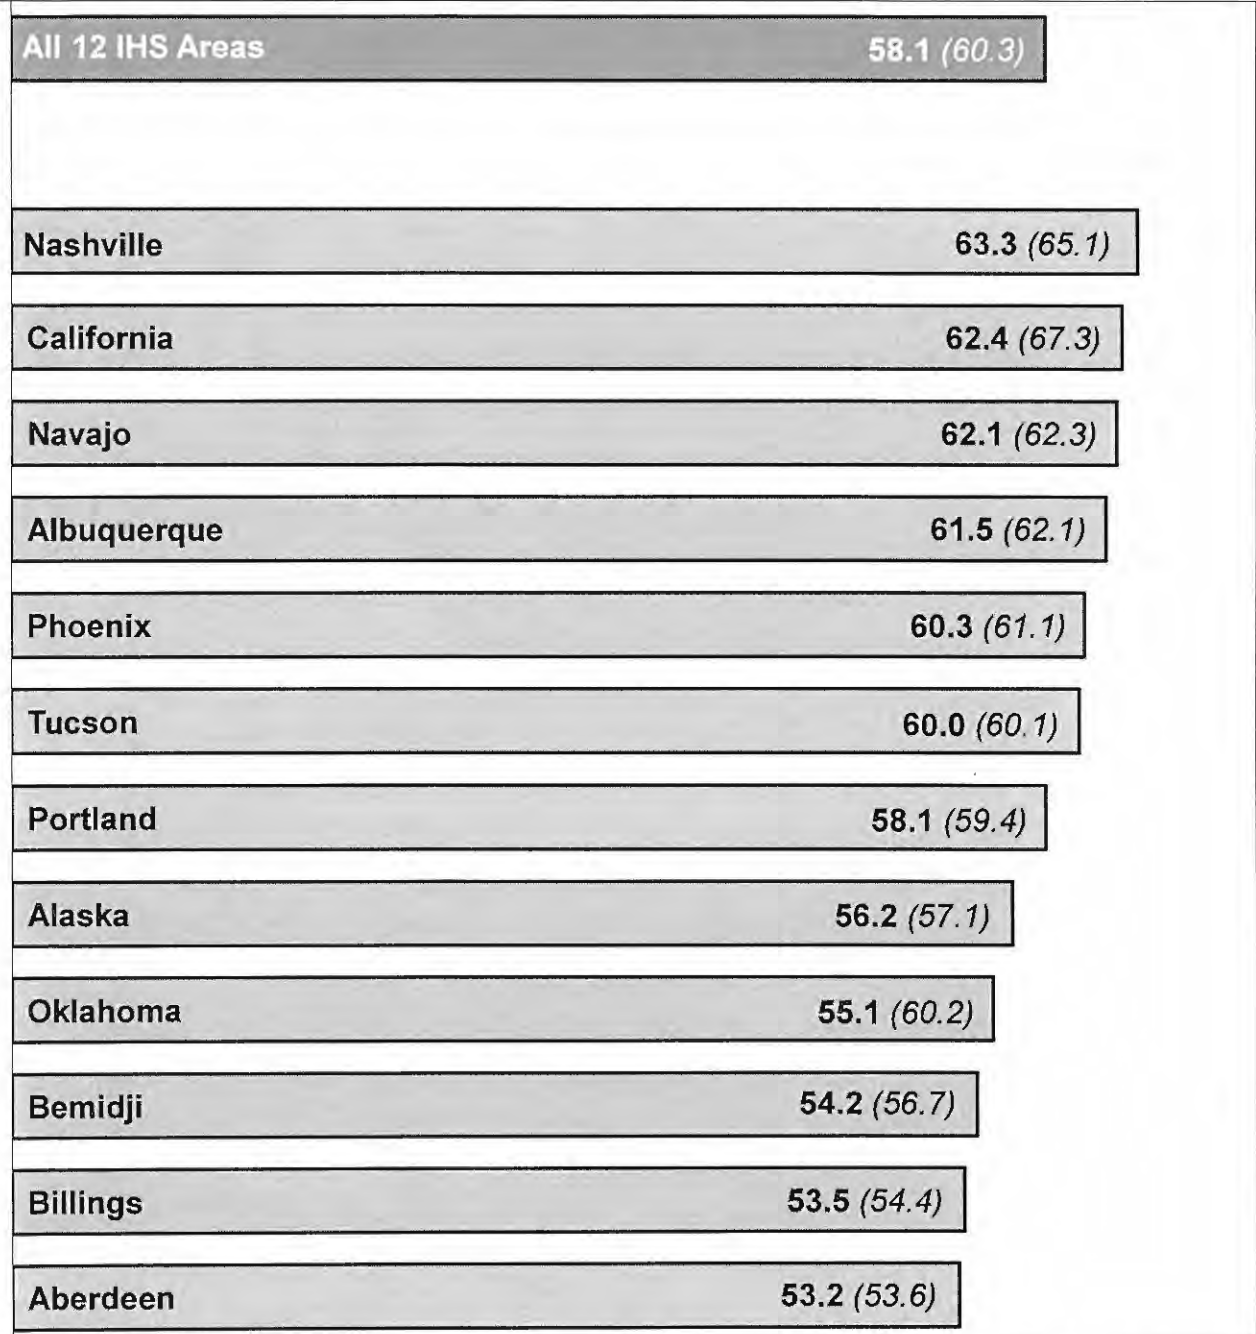 All 12 IHS Areas 58.1 (60.3)
Nashville 63.3 (65.1)
California 62.4 (67.3)
Navajo 62.1 (62.3)
Albuquerque 61.5 (62.1)
Phoenix 60.3 (61.1)
Tucson 60.0 (60.1)
Portland 58.1 (59.4)
Alaska 56.2 (57.1)
Oklahoma 55.1 (60.2)
Bemidji 54.2 (56.7)
Billings 53.5 (54.4)
Aberdeen 53.2 (53.6)